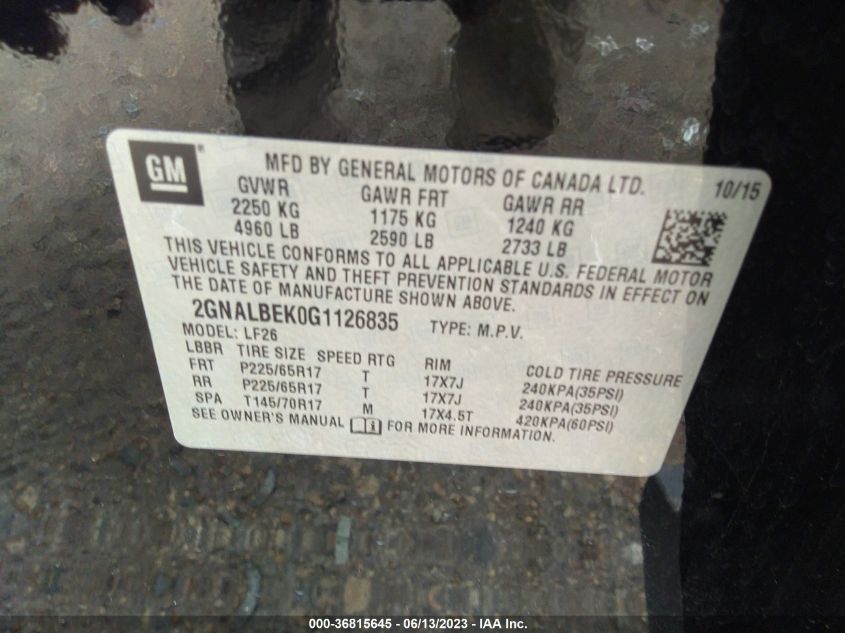 GM ®
MFD BY GENERAL MOTORS OF CANADA LTD. 10/15
GVWR GAWR FRT GAWR RR
2250 KG 1175 KG 1240 KG
4960 LB 2590 LB 2733 LB
THIS VEHICLE CONFORMS TO ALL APPLICABLE U.S. FEDERAL MOTOR
VEHICLE SAFETY AND THEFT PREVENTION STANDARDS IN EFFECT ON
THE DATE OF MANUFACTURE SHOWN ABOVE.
2GNALBEK0G1126835 TYPE: M.P.V.
MODEL: LF26
LBBR TIRE SIZE SPEED RTG RIM COLD TIRE PRESSURE
FRT P225/65R17 T 17X7J 240KPA(35PSI)
RR P225/65R17 T 17X7J 240KPA(35PSI)
SPA T145/70R17 M 17X4.5T 420KPA(60PSI)
SEE OWNER'S MANUAL i FOR MORE INFORMATION.
000-36815645 - 06/13/2023 - IAA Inc.